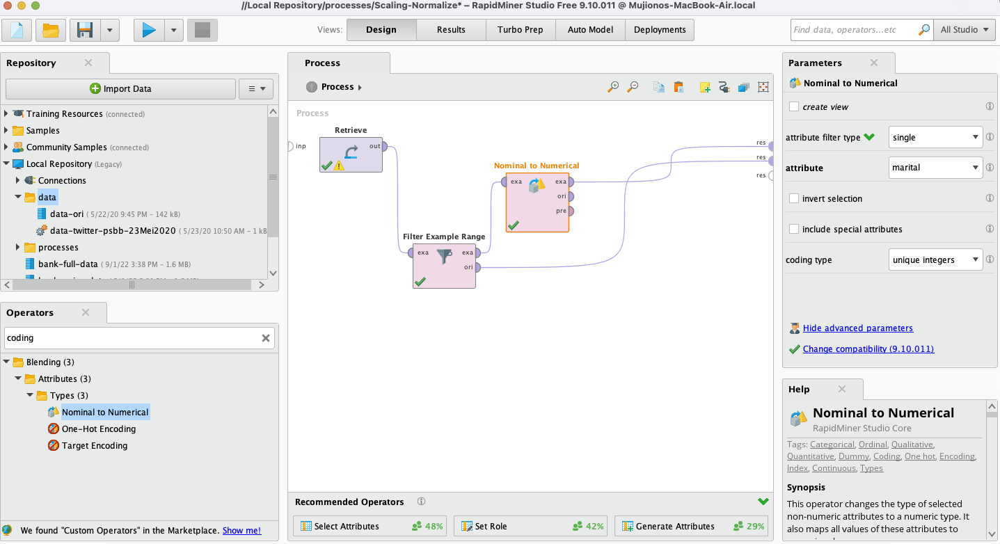 //Local Repository/processes/Scaling-Normalize* – RapidMiner Studio Free 9.10.011 @ Mujionos-MacBook-Air.local
Views: Design Results Turbo Prep Auto Model Deployments
Find data, operators...etc
All Studio
Repository
Import Data
Training Resources (connected)
Samples
Community Samples (connected)
Local Repository (Legacy)
Connections
data
data-ori ( 5/22/20 9:45 PM – 142 kB)
data-twitter-psbb-23Mei2020 ( 5/23/20 10:50 AM – 1 kB
processes
bank-full-data ( 9/1/22 3:38 PM – 1.6 MB)
Operators
coding
Blending (3)
Attributes (3)
Types (3)
Nominal to Numerical
One-Hot Encoding
Target Encoding
We found "Custom Operators" in the Marketplace. Show me!
Process
Process
Process
inp
Retrieve
out
Filter Example Range
exa exa
ori
Nominal to Numerical
exa exa
ori
pre
res
res
res
Recommended Operators
Select Attributes 48%
Set Role 42%
Generate Attributes 29%
Parameters
Nominal to Numerical
create view
attribute filter type single
attribute marital
invert selection
include special attributes
coding type unique integers
Hide advanced parameters
Change compatibility (9.10.011)
Help
Nominal to Numerical
RapidMiner Studio Core
Tags: Categorical, Ordinal, Qualitative,
Quantitative, Dummy, Coding, One hot, Encoding,
Index, Continuous, Types
Synopsis
This operator changes the type of selected
non-numeric attributes to a numeric type. It
also maps all values of these attributes to